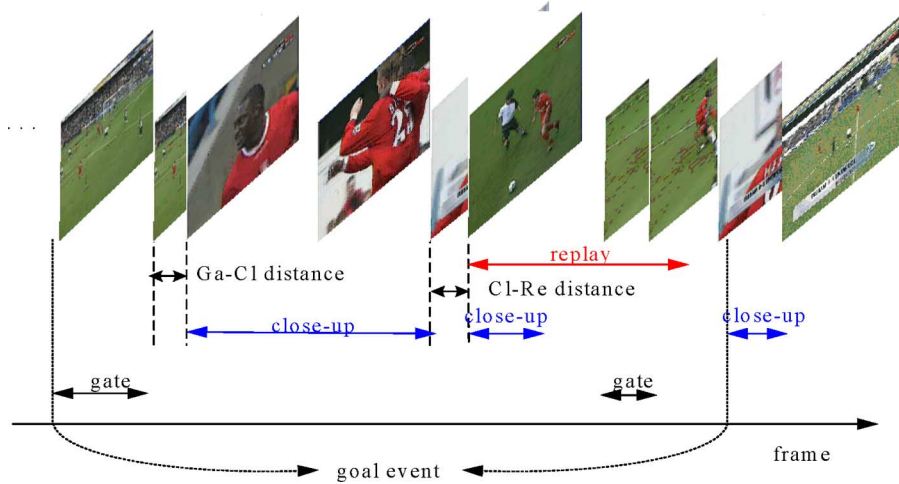 . . .
replay
Ga-Cl distance
Cl-Re distance
close-up
close-up
close-up
gate
gate
frame
goal event